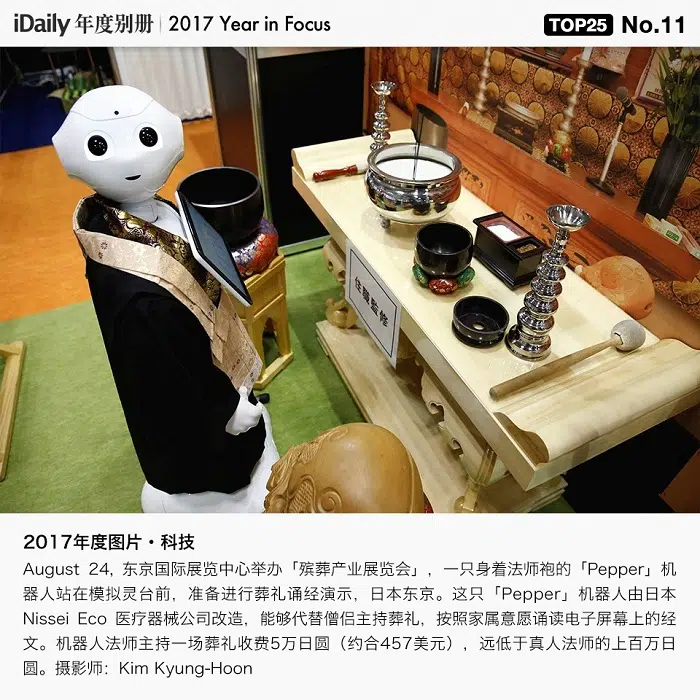 iDaily 年度别册 | 2017 Year in Focus
TOP25 No.11
住職監修
2017年度图片·科技
August 24, 东京国际展览中心举办「殡葬产业展览会」，一只身着法师袍的「Pepper」机
器人站在模拟灵台前，准备进行葬礼诵经演示，日本东京。这只「Pepper」机器人由日本
Nissei Eco 医疗器械公司改造，能够代替僧侣主持葬礼，按照家属意愿诵读电子屏幕上的经
文。机器人法师主持一场葬礼收费5万日圆（约合457美元），远低于真人法师的上百万日
圆。摄影师：Kim Kyung-Hoon